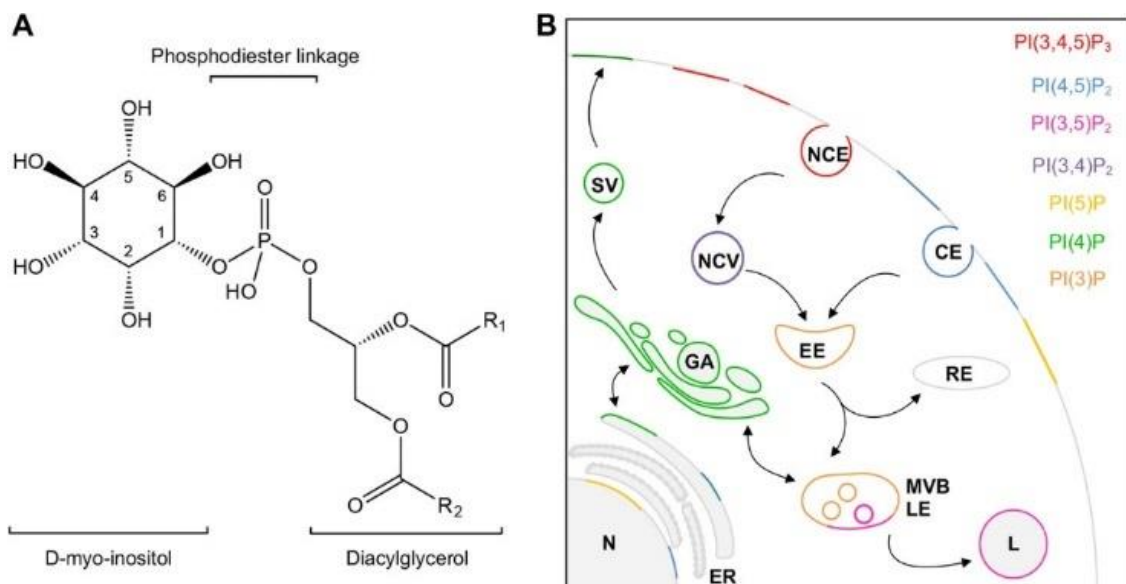 A
Phosphodiester linkage
OH
HO
OH
5
4
6
3
1
2
O
P
HO
O
O
HO
OH
O
R1
O
O
O
R2
D-myo-inositol
Diacylglycerol
B
PI(3,4,5)P3
PI(4,5)P2
PI(3,5)P2
PI(3,4)P2
PI(5)P
PI(4)P
PI(3)P
NCE
SV
NCV
CE
EE
GA
RE
MVB
LE
N
L
ER